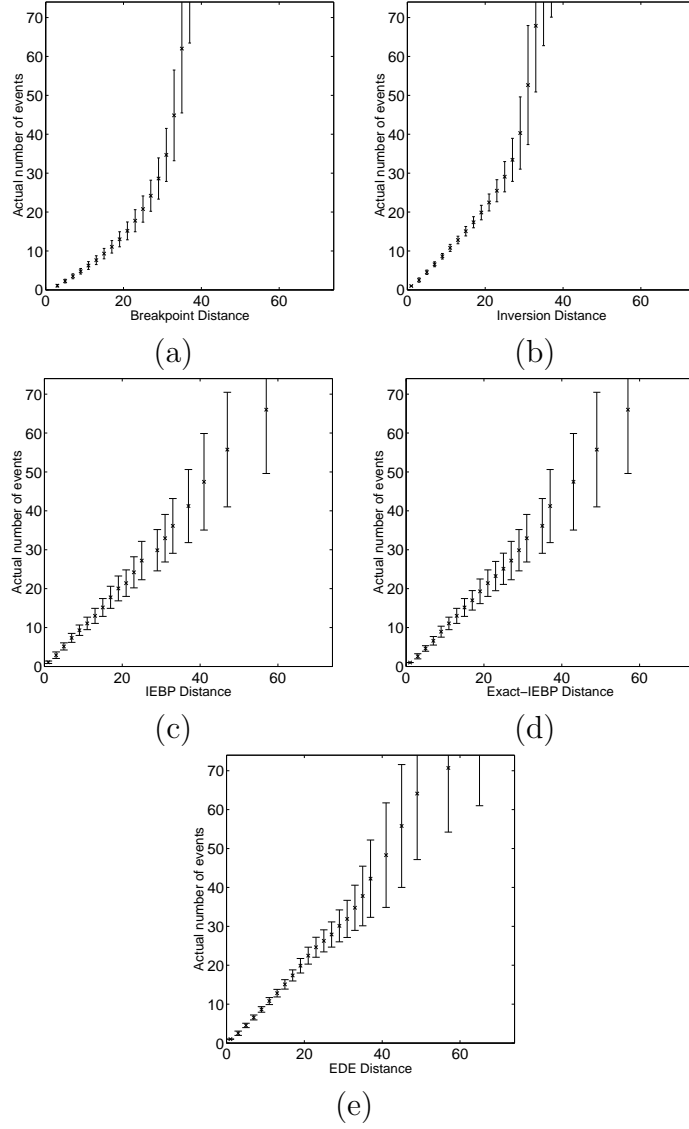 70
60
50
40
30
20
10
0
0 20 40 60
Actual number of events
Breakpoint Distance
(a)
70
60
50
40
30
20
10
0
0 20 40 60
Actual number of events
Inversion Distance
(b)
70
60
50
40
30
20
10
0
0 20 40 60
Actual number of events
IEBP Distance
(c)
70
60
50
40
30
20
10
0
0 20 40 60
Actual number of events
Exact−IEBP Distance
(d)
70
60
50
40
30
20
10
0
0 20 40 60
Actual number of events
EDE Distance
(e)